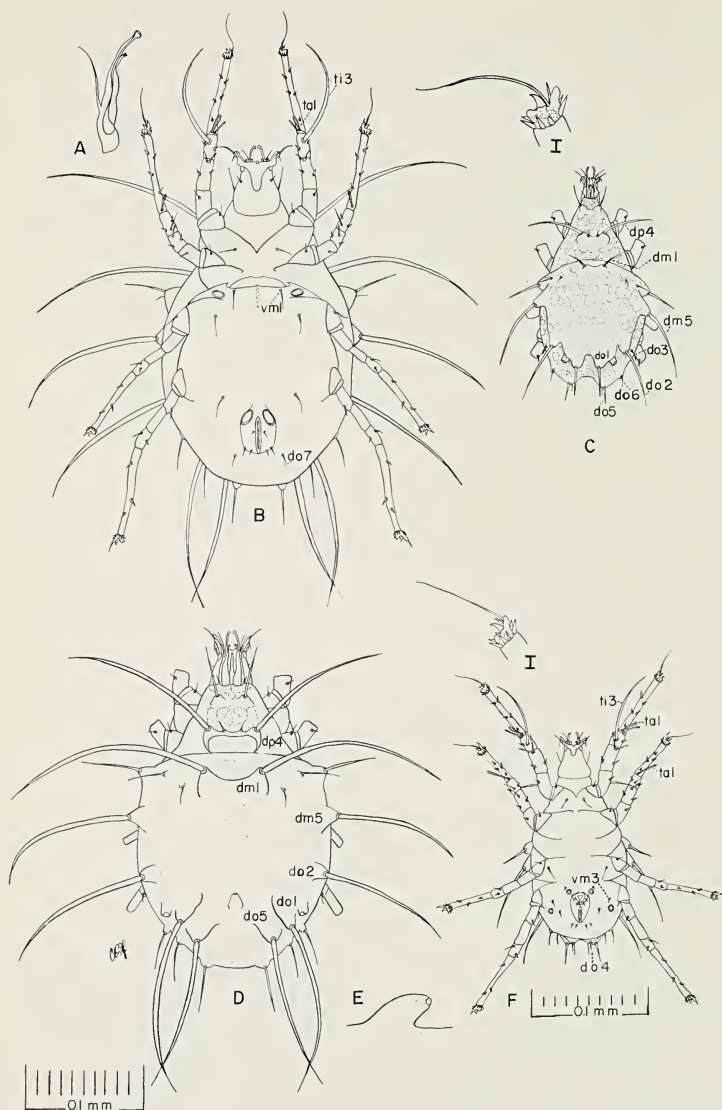 A
ti3
ta1
I
vm1
B
do7
dp4
dm1
dm5
do3
do1
do2
do6
do5
C
I
dp4
dm1
dm5
do2
do1
do5
D
E
ti3
ta1
ta1
vm3
do4
F
0.1 mm
0.1 mm